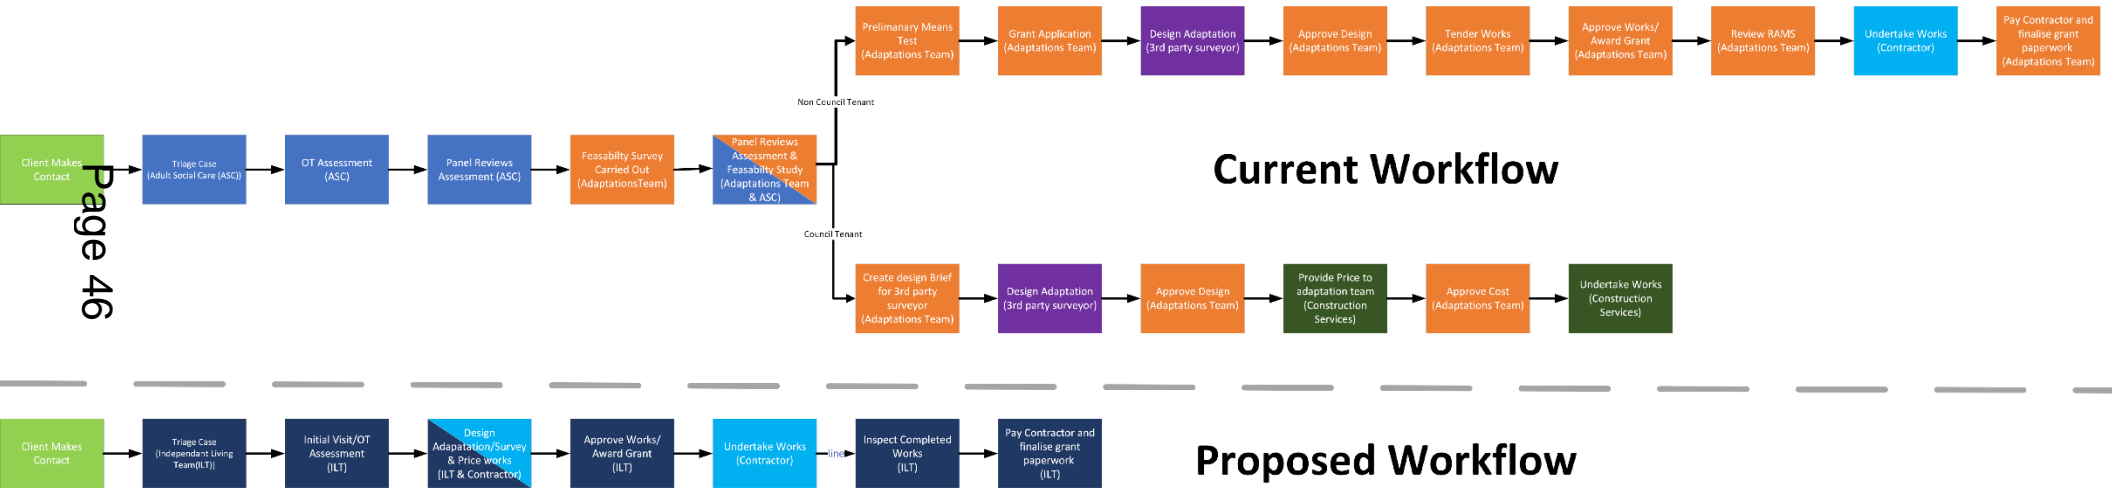 Prelimanary Means
Test
(Adaptations Team)
Grant Application
(Adaptations Team)
Design Adaptation
(3rd party surveyor)
Approve Design
(Adaptations Team)
Tender Works
(Adaptations Team)
Approve Works/
Award Grant
(Adaptations Team)
Review RAMS
(Adaptations Team)
Undertake Works
(Contractor)
Pay Contractor and
finalise grant
paperwork
(Adaptations Team)
Non Council Tenant
Client Makes
Contact
Triage Case
(Adult Social Care (ASC))
OT Assessment
(ASC)
Panel Reviews
Assessment (ASC)
Feasabilty Survey
Carried Out
(AdaptationsTeam)
Panel Reviews
Assessment &
Feasabilty Study
(Adaptations Team
& ASC)
Current Workflow
Page 46
Council Tenant
Create design Brief
for 3rd party
surveyor
(Adaptations Team)
Design Adaptation
(3rd party surveyor)
Approve Design
(Adaptations Team)
Provide Price to
adaptation team
(Construction
Services)
Approve Cost
(Adaptations Team)
Undertake Works
(Construction
Services)
Client Makes
Contact
Triage Case
(Independant Living
Team(ILT))
Initial Visit/OT
Assessment
(ILT)
Design
Adapatation/Survey
& Price works
(ILT & Contractor)
Approve Works/
Award Grant
(ILT)
Undertake Works
(Contractor)
line
Inspect Completed
Works
(ILT)
Pay Contractor and
finalise grant
paperwork
(ILT)
Proposed Workflow